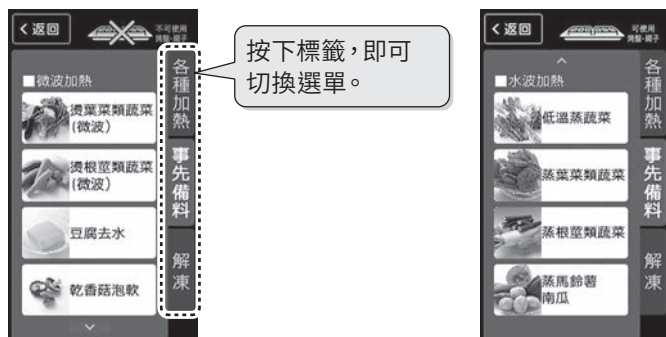 返回
不可使用
烤盤・網子
■微波加熱
燙葉菜類蔬菜
(微波)
燙根莖類蔬菜
(微波)
豆腐去水
乾香菇泡軟
各種加熱
事先備料
解凍
按下標籤,即可
切換選單。
返回
可使用
烤盤・網子
■水波加熱
低溫蒸蔬菜
蒸葉菜類蔬菜
蒸根莖類蔬菜
蒸馬鈴薯
南瓜
各種加熱
事先備料
解凍